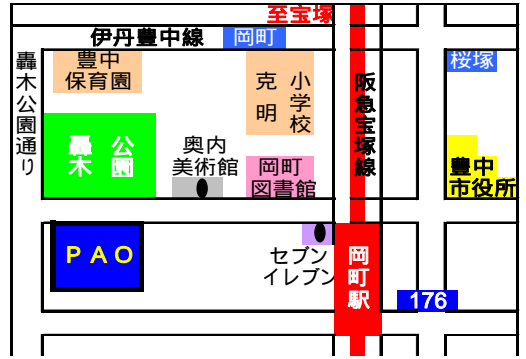 至宝塚
伊丹豊中線
岡町
轟木公園通り
豊中
保育園
克明
小学校
阪急宝塚線
桜塚
轟木
公園
奥内
美術館
岡町
図書館
豊中
市役所
PAO
セブン
イレブン
岡町駅
176